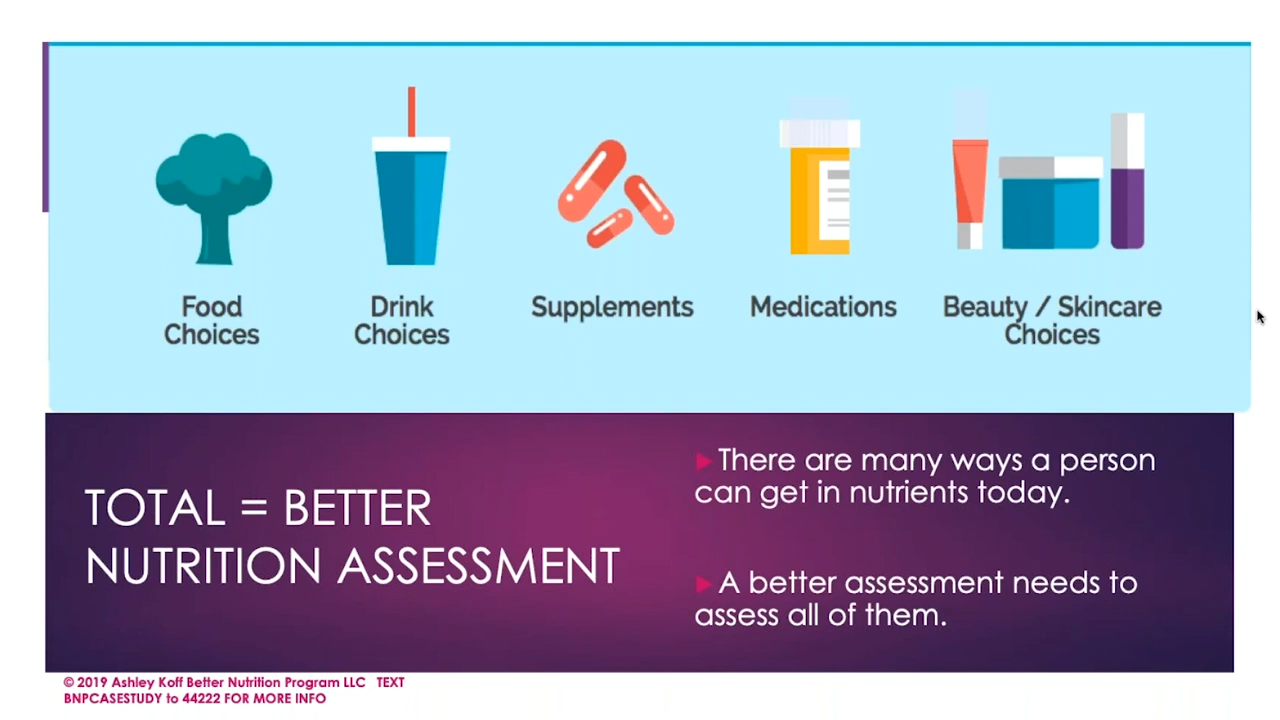 Food
Choices
Drink
Choices
Supplements
Medications
Beauty / Skincare
Choices
TOTAL = BETTER
NUTRITION ASSESSMENT
There are many ways a person
can get in nutrients today.
A better assessment needs to
assess all of them.
© 2019 Ashley Koff Better Nutrition Program LLC TEXT
BNPCASESTUDY to 44222 FOR MORE INFO